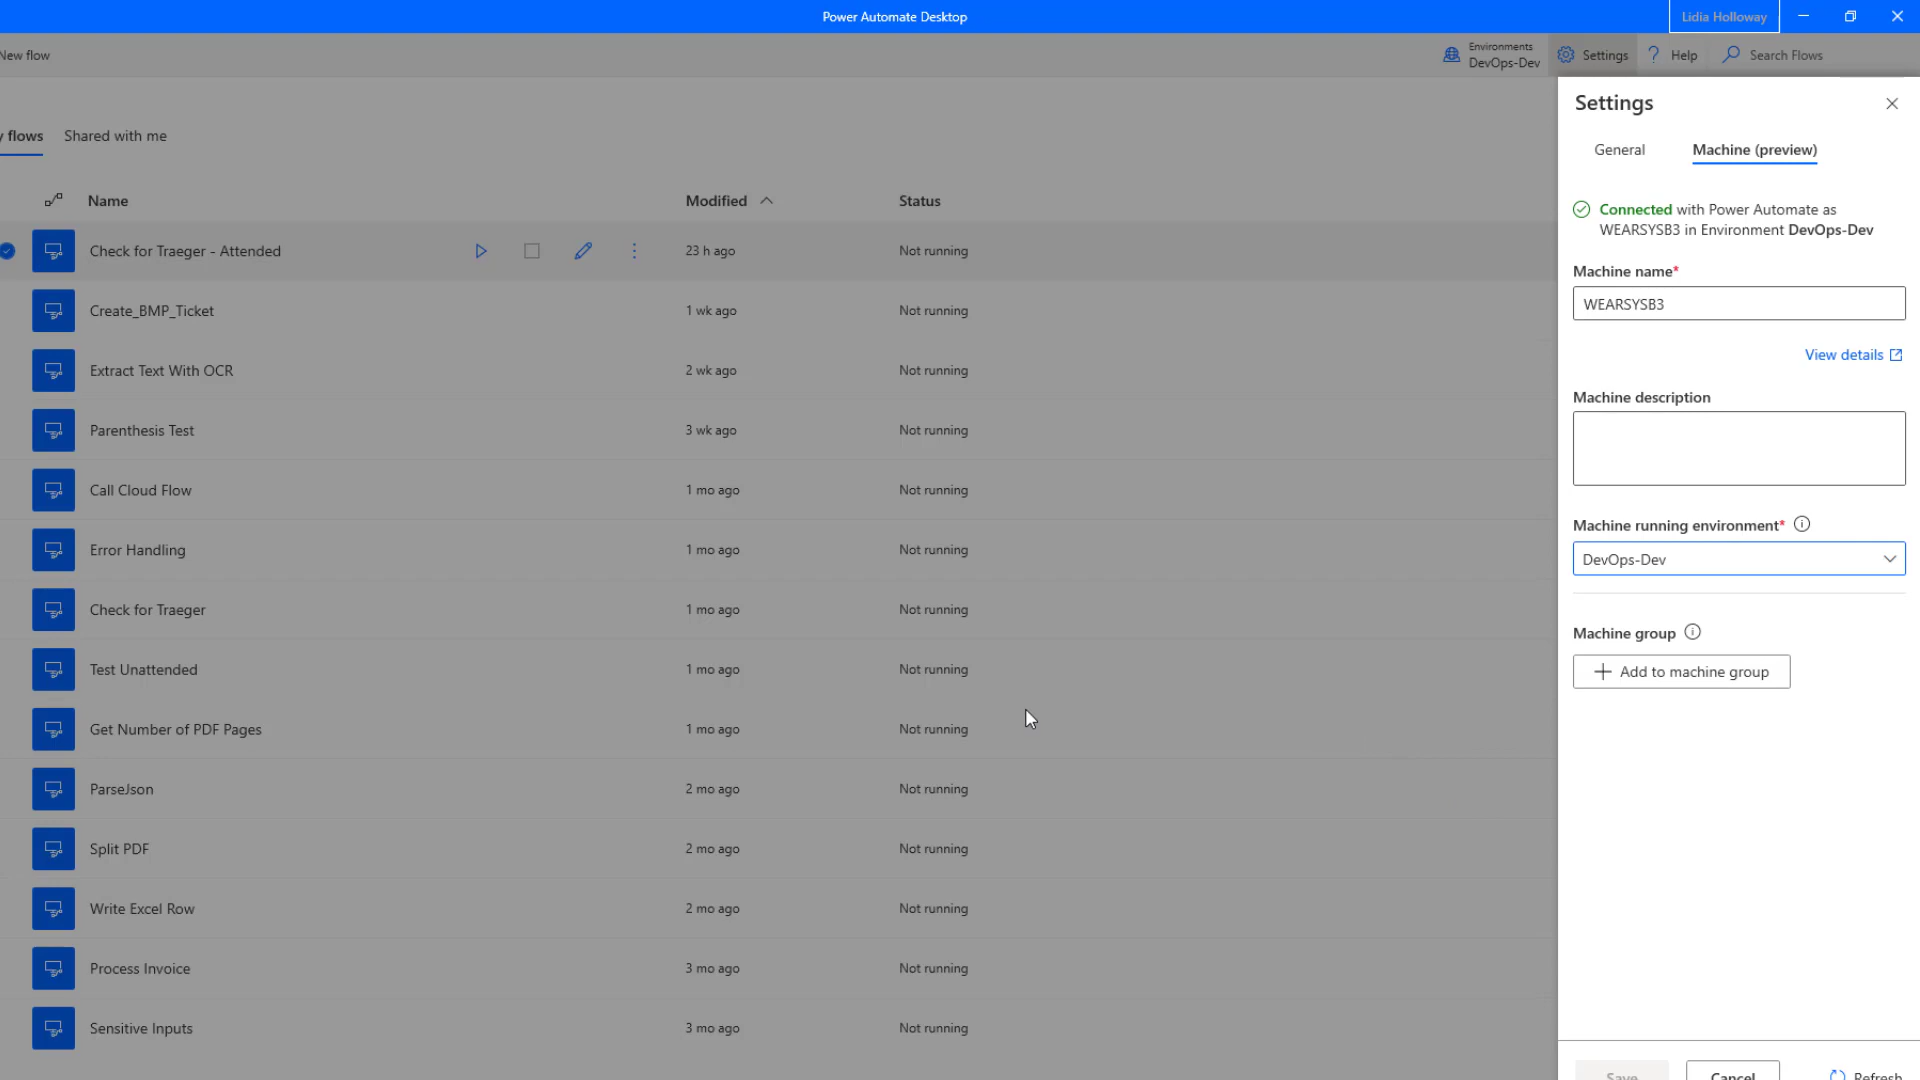 Power Automate Desktop
Lidia Holloway
New flow
Environments
DevOps-Dev
Settings
? Help
Search Flows
y flows
Shared with me
Name
Modified
Status
Check for Traeger - Attended
23 h ago
Not running
Create_BMP_Ticket
1 wk ago
Not running
Extract Text With OCR
2 wk ago
Not running
Parenthesis Test
3 wk ago
Not running
Call Cloud Flow
1 mo ago
Not running
Error Handling
1 mo ago
Not running
Check for Traeger
1 mo ago
Not running
Test Unattended
1 mo ago
Not running
Get Number of PDF Pages
1 mo ago
Not running
ParseJson
2 mo ago
Not running
Split PDF
2 mo ago
Not running
Write Excel Row
2 mo ago
Not running
Process Invoice
3 mo ago
Not running
Sensitive Inputs
3 mo ago
Not running
Settings
General
Machine (preview)
Connected with Power Automate as
WEARSYSB3 in Environment DevOps-Dev
Machine name*
WEARSYSB3
View details
Machine description
Machine running environment*
DevOps-Dev
Machine group
Add to machine group
Save
Cancel
Refresh